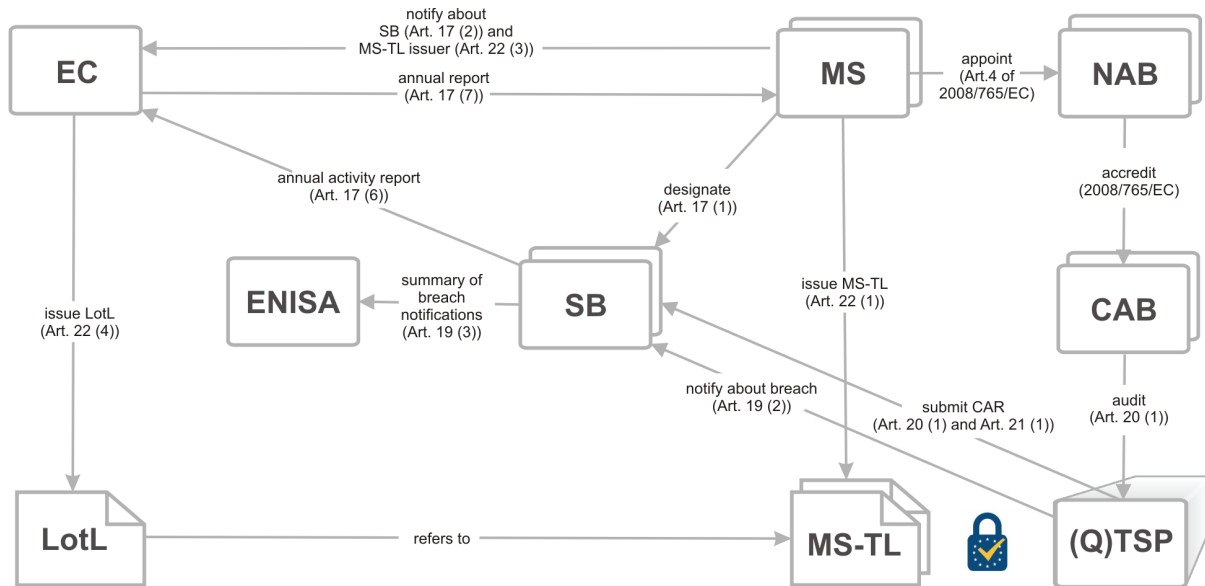 notify about
SB (Art. 17 (2)) and
MS-TL issuer (Art. 22 (3))
EC
annual report
(Art. 17 (7))
MS
appoint
(Art.4 of
2008/765/EC)
NAB
annual activity report
(Art. 17 (6))
designate
(Art. 17 (1))
accredit
(2008/765/EC)
issue LotL
(Art. 22 (4))
ENISA
summary of
breach
notifications
(Art. 19 (3))
SB
issue MS-TL
(Art. 22 (1))
CAB
notify about breach
(Art. 19 (2))
submit CAR
(Art. 20 (1) and Art. 21 (1))
audit
(Art. 20 (1))
LotL
refers to
MS-TL
(Q)TSP